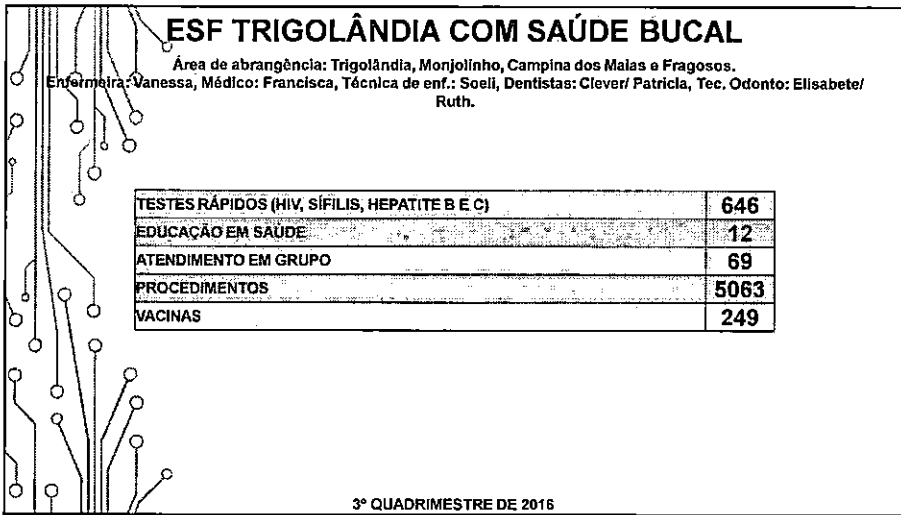 ESF TRIGOLÂNDIA COM SAÚDE BUCAL
Área de abrangência: Trigolândia, Monjolinho, Campina dos Maias e Fragosos.
Enfermeira: Vanessa, Médico: Francisca, Técnica de enf.: Soeli, Dentistas: Clever/ Patricia, Tec. Odonto: Elisabete/
Ruth.
TESTES RÁPIDOS (HIV, SÍFILIS, HEPATITE B E C) 646
EDUCAÇÃO EM SAÚDE 12
ATENDIMENTO EM GRUPO 69
PROCEDIMENTOS 5063
VACINAS 249
3º QUADRIMESTRE DE 2016